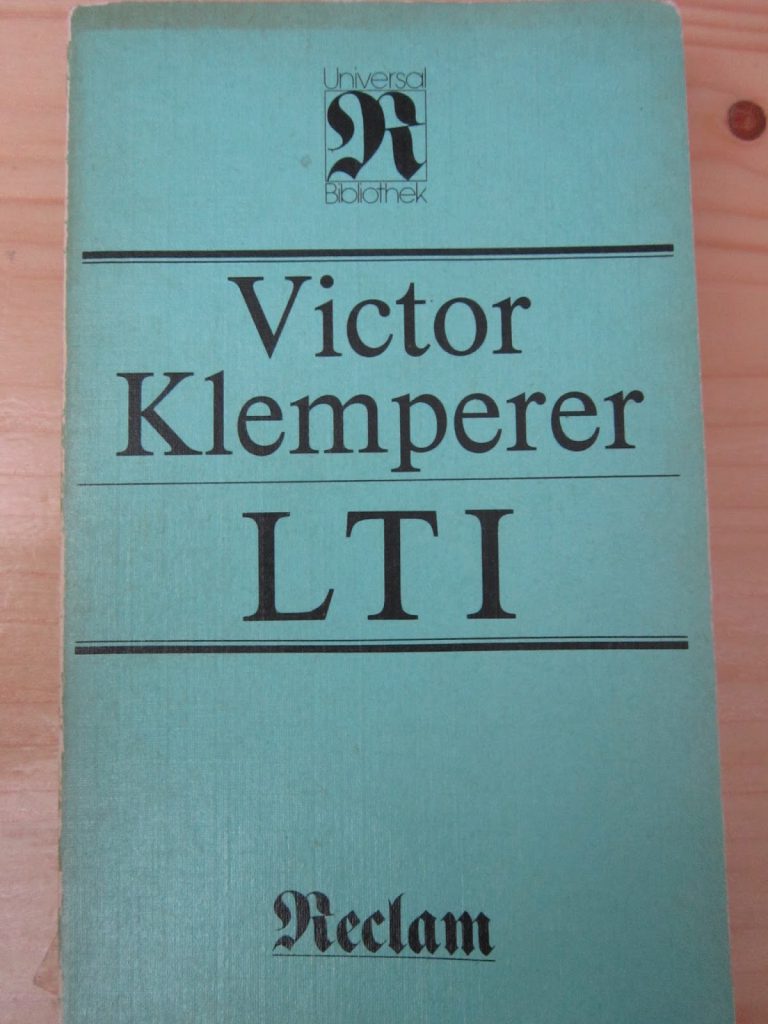 Universal
R
Bibliothek
Victor
Klemperer
LTI
Reclam